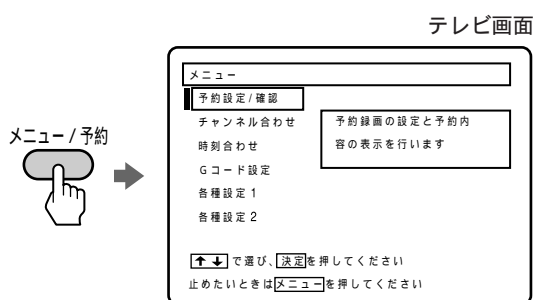 テレビ画面
メニュー
メニュー / 予約
予約設定/確認
チャンネル合わせ
時刻合わせ
Gコード設定
各種設定1
各種設定2
予約録画の設定と予約内
容の表示を行います
↑↓で選び、決定を押してください
止めたいときはメニューを押してください